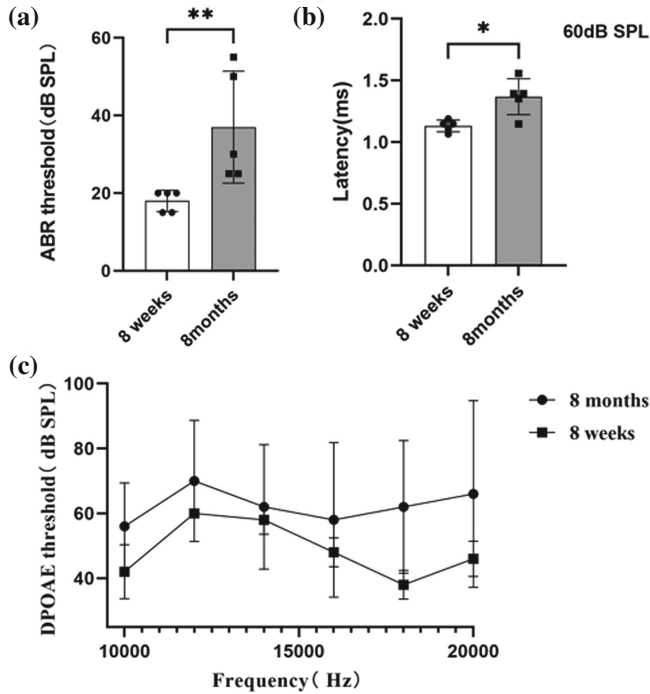 (a)
**
ABR threshold(dB SPL)
60
40
20
0
8 weeks
8months
(b)
*
60dB SPL
Latency(ms)
2.0
1.5
1.0
0.5
0.0
8 weeks
8months
(c)
DPOAE threshold( dB SPL)
100
80
60
40
10000
15000
20000
Frequency( Hz)
8 months
8 weeks